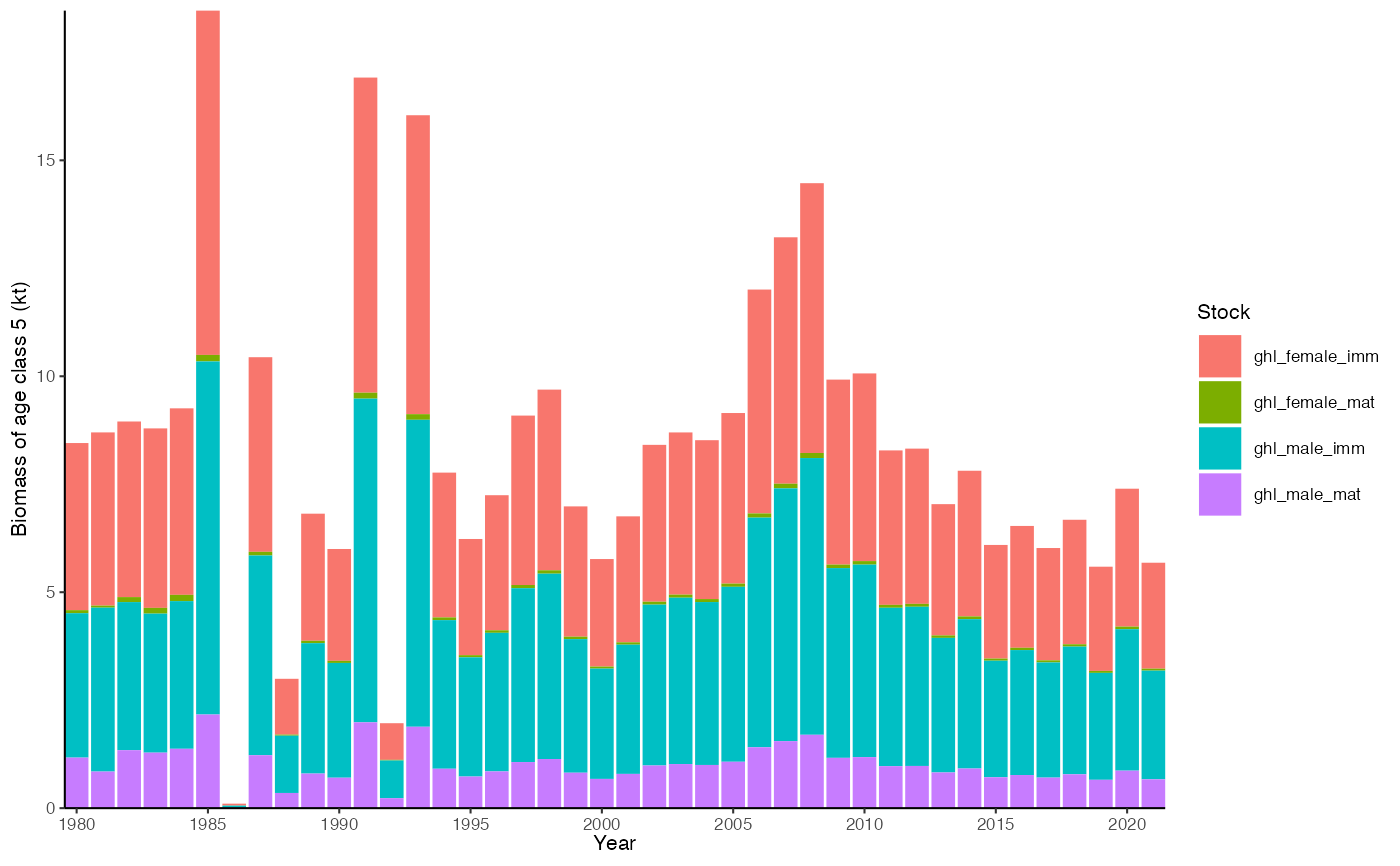 Biomass of age class 5 (kt)
15
10
5
0
1980 1985 1990 1995 2000 2005 2010 2015 2020
Year
Stock
ghl_female_imm
ghl_female_mat
ghl_male_imm
ghl_male_mat